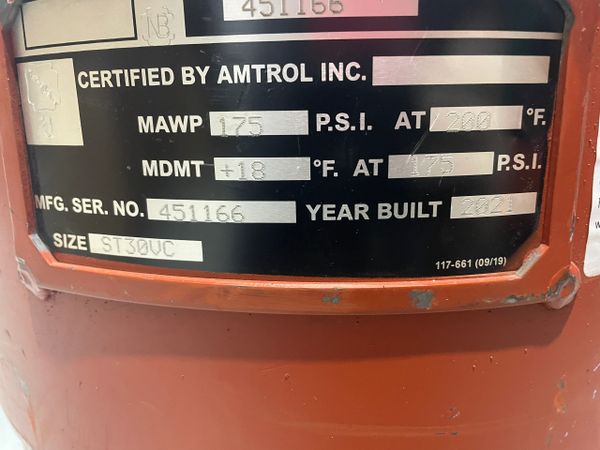 451166
NB
CERTIFIED BY AMTROL INC.
MAWP 175 P.S.I. AT 200 °F.
MDMT +18 °F. AT 175 P.S.I.
MFG. SER. NO. 451166 YEAR BUILT 2021
SIZE ST30VC
117-661 (09/19)